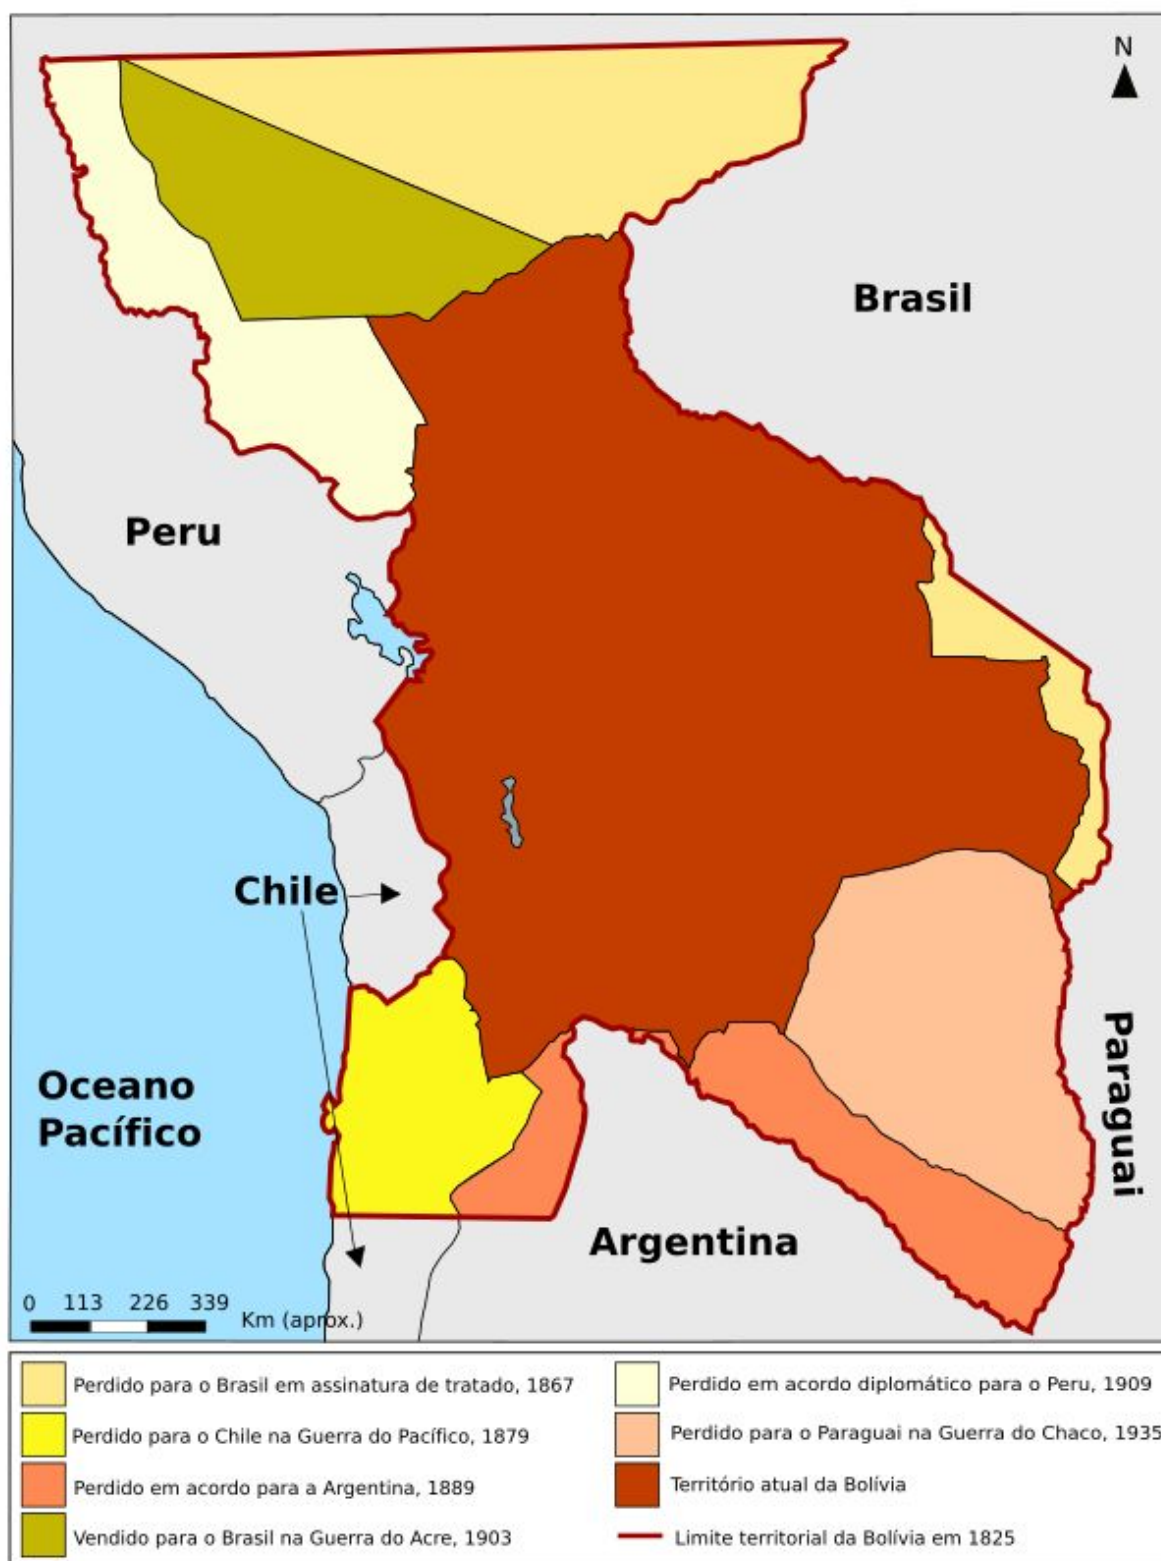 N
Brasil
Peru
Chile
Oceano
Pacífico
Paraguai
Argentina
0 113 226 339
Km (aprox.)
Perdido para o Brasil em assinatura de tratado, 1867
Perdido para o Chile na Guerra do Pacífico, 1879
Perdido em acordo para a Argentina, 1889
Vendido para o Brasil na Guerra do Acre, 1903
Perdido em acordo diplomático para o Peru, 1909
Perdido para o Paraguai na Guerra do Chaco, 1935
Território atual da Bolívia
Limite territorial da Bolívia em 1825